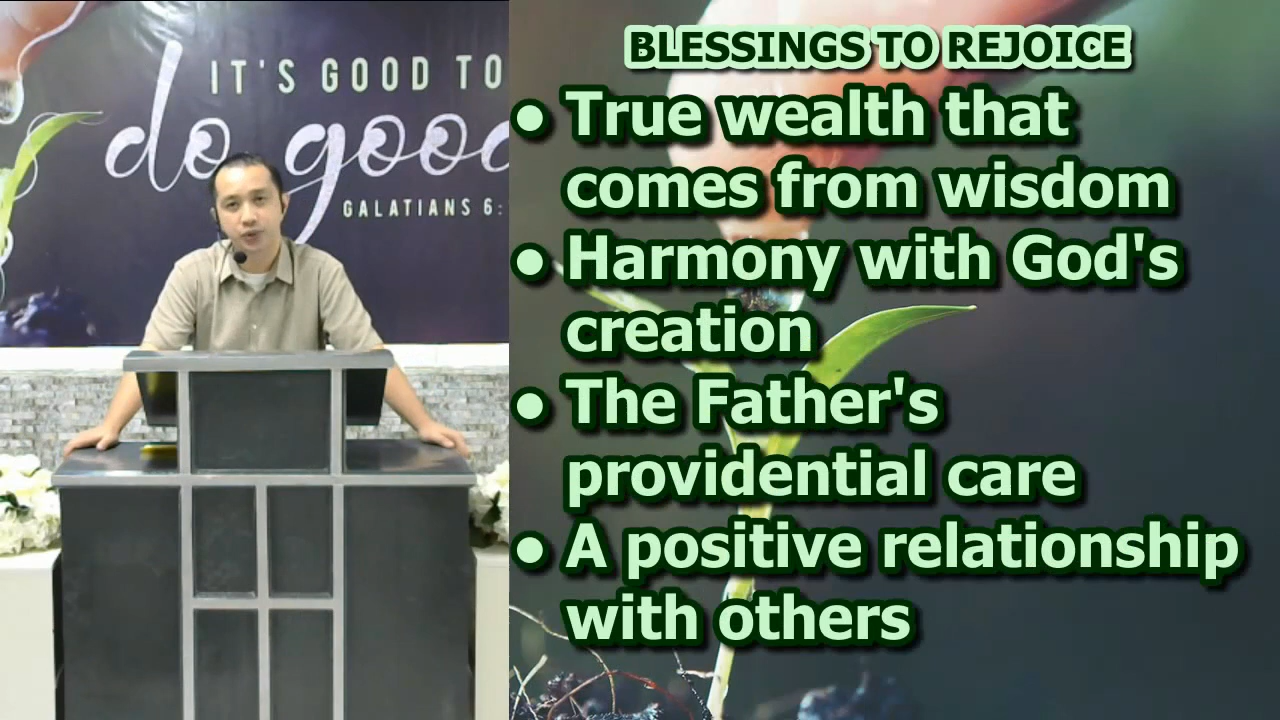 IT'S GOOD TO
do good
GALATIANS 6:
BLESSINGS TO REJOICE
● True wealth that
comes from wisdom
● Harmony with God's
creation
● The Father's
providential care
● A positive relationship
with others